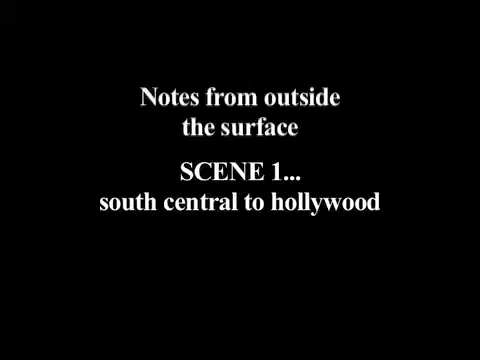 Notes from outside
the surface
SCENE 1...
south central to hollywood